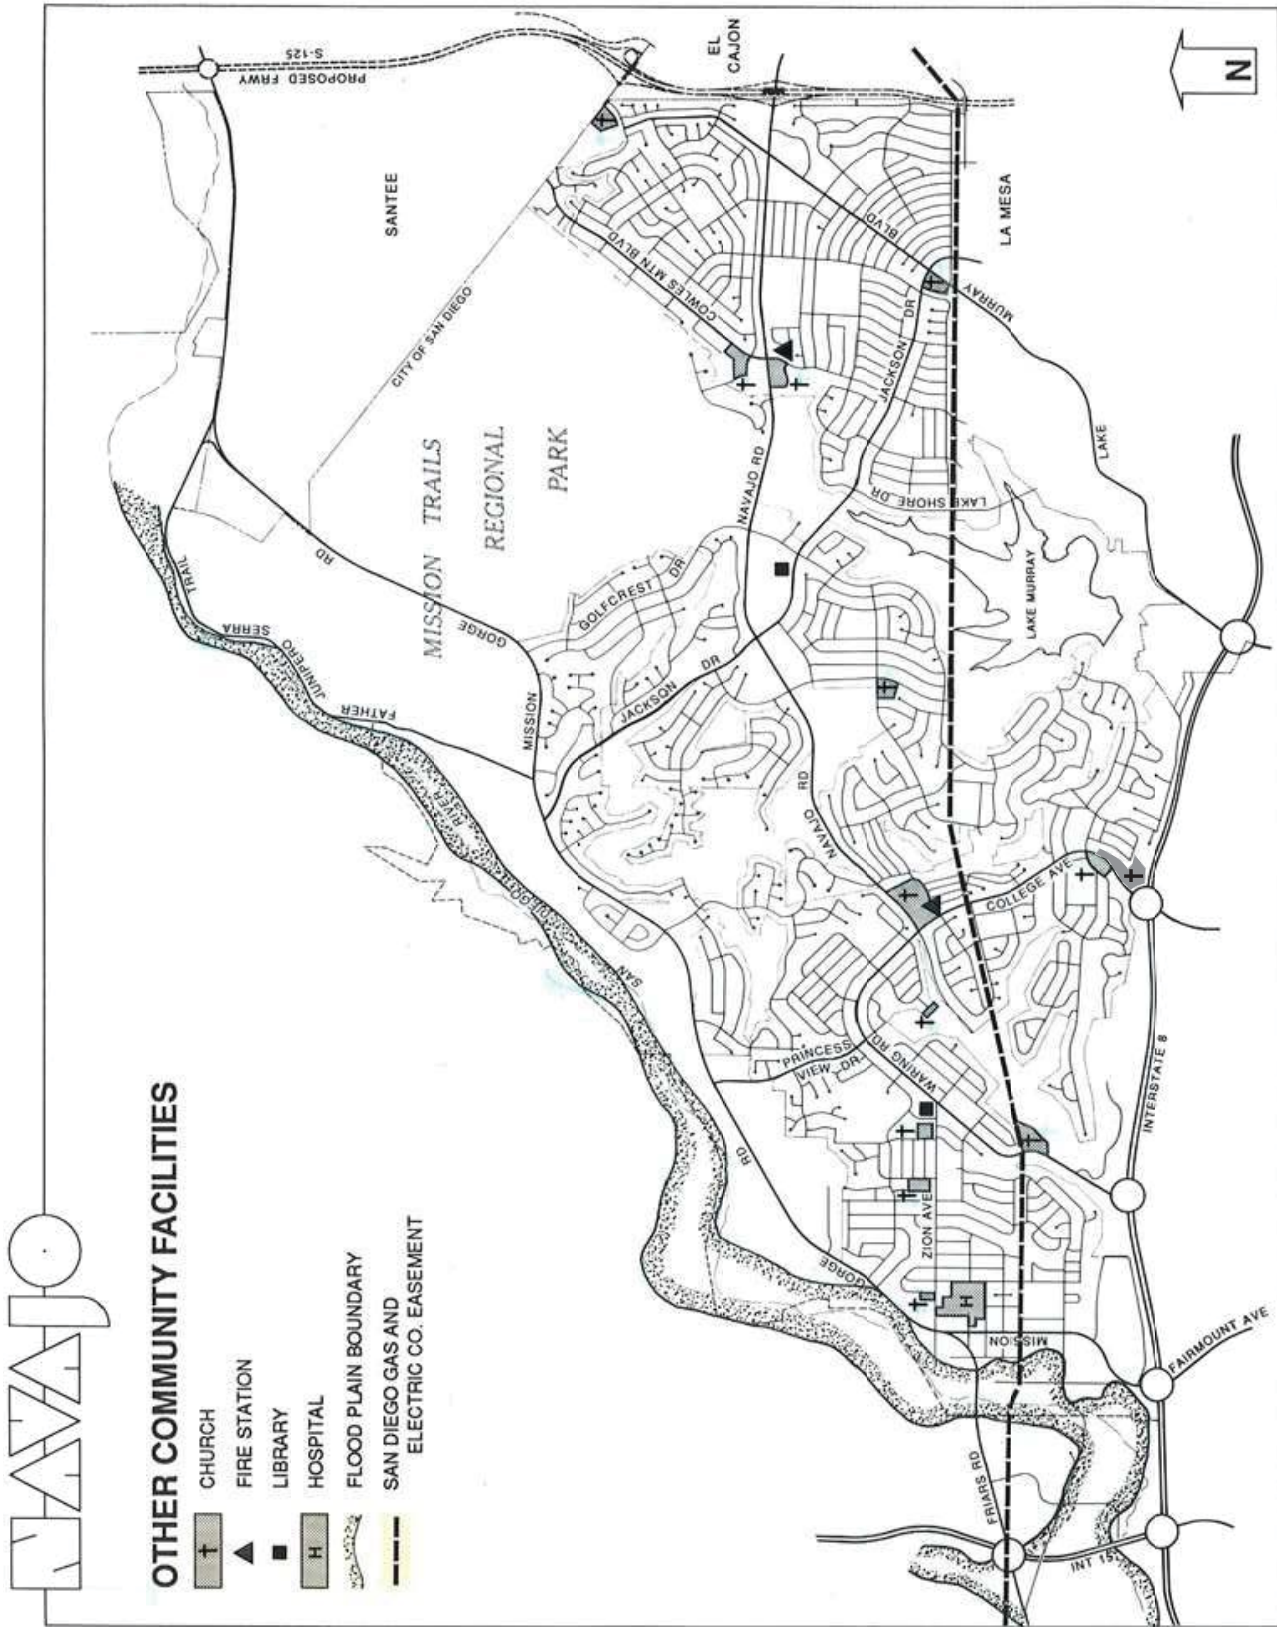 NAVAJO
OTHER COMMUNITY FACILITIES
CHURCH
FIRE STATION
LIBRARY
H
HOSPITAL
FLOOD PLAIN BOUNDARY
SAN DIEGO GAS AND
ELECTRIC CO. EASEMENT
PROPOSED FRWY
S-125
SANTEE
EL
CAJON
CITY OF SAN DIEGO
MISSION TRAILS
REGIONAL
PARK
FATHER
JUNIPERO
SERRA
TRAIL
MISSION
GORGE
RD
SAN
DIEGO
RIVER
GOLFCREST
DR
JACKSON
DR
COWLES MTN BLVD
NAVAJO RD
NAVAJO
RD
JACKSON
DR
LAKE SHORE DR
LAKE MURRAY
LAKE
MURRAY
BLVD
LA MESA
PRINCESS
VIEW DR
WARING RD
COLLEGE AVE
ZION AVE
H
MISSION
GORGE
RD
FRIARS RD
INT 15
INTERSTATE 8
FAIRMOUNT AVE
N